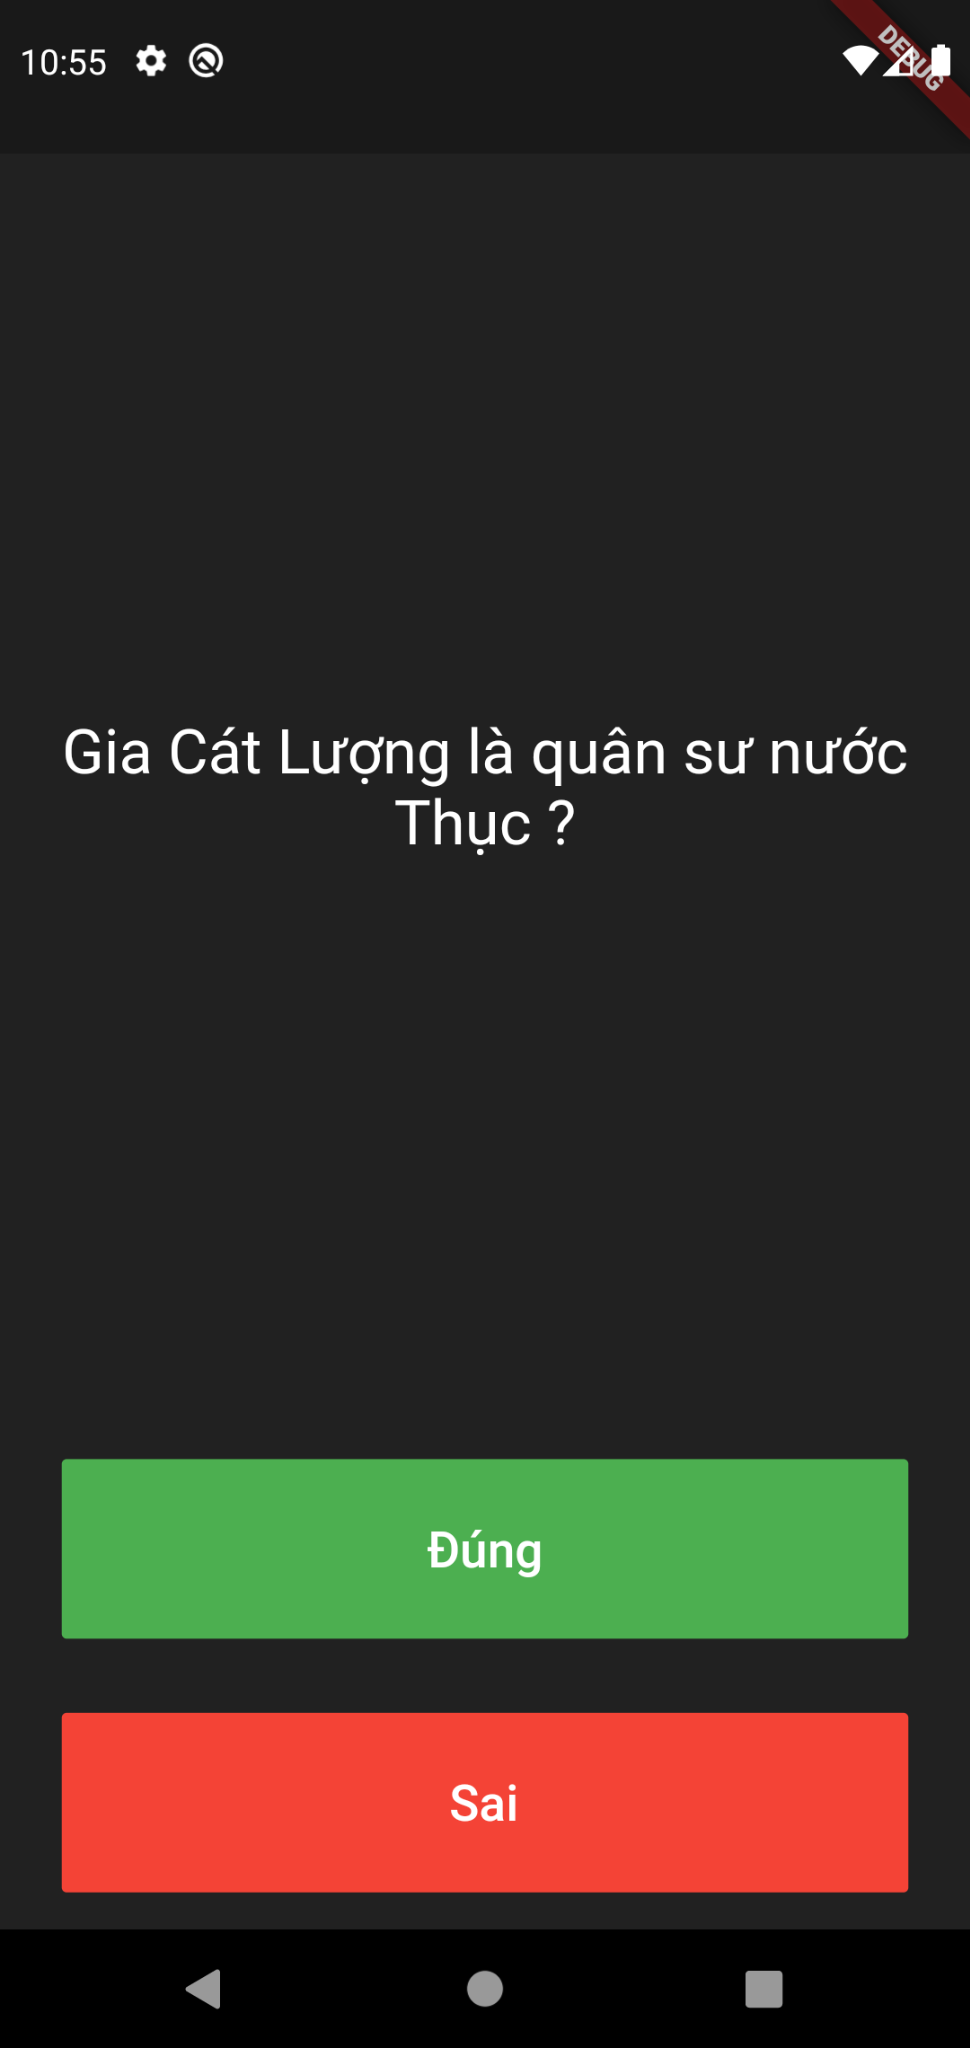 10:55
DEBUG
Gia Cát Lượng là quân sư nước
Thục ?
Đúng
Sai